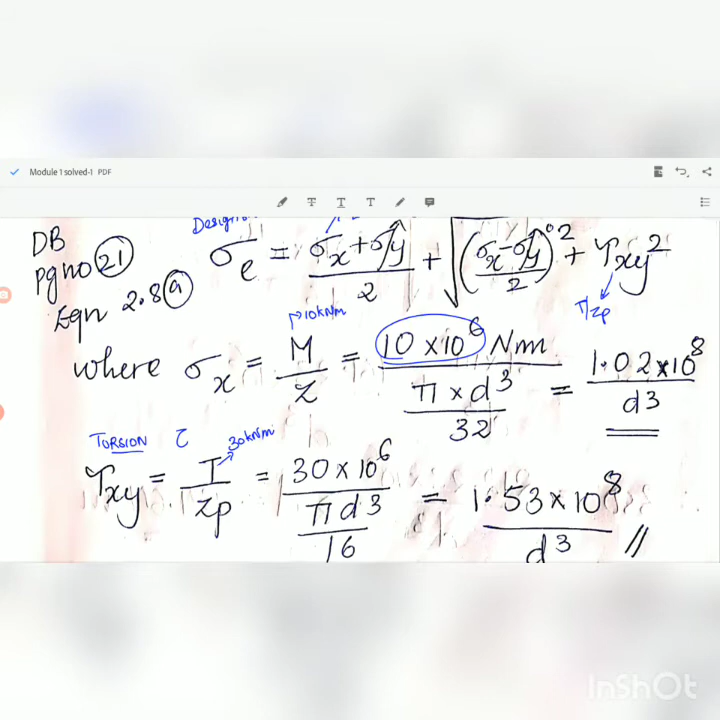 Module 1 solved-1 PDF
DB
Pg no 21
Eqn 2.8 a
σe = (σx + σy)/2 + √(((σx - σy)/2)² + τxy²)
T/Zp
10kNm
where σx = M/Z = (10 × 10⁶ Nmm)/((π × d³)/32) = (1.02 × 10⁸)/d³
TORSION τ 30kNm
τxy = T/Zp = (30 × 10⁶)/((πd³)/16) = (1.53 × 10⁸)/d³ //
InShOt